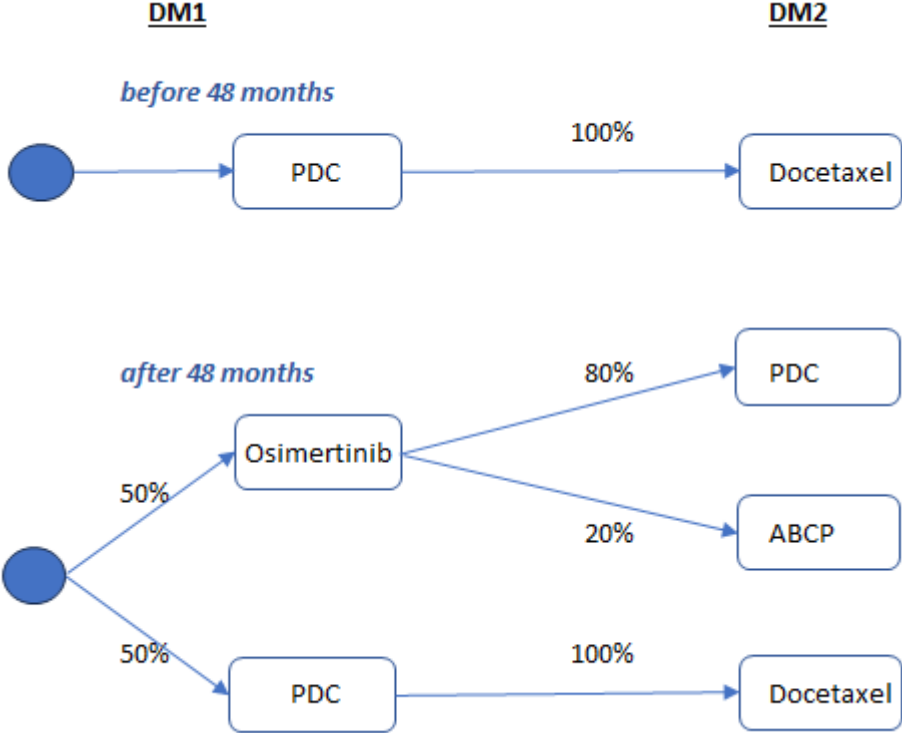 DM1
DM2
before 48 months
100%
PDC
Docetaxel
after 48 months
80%
PDC
Osimertinib
50%
20%
ABCP
50%
100%
PDC
Docetaxel